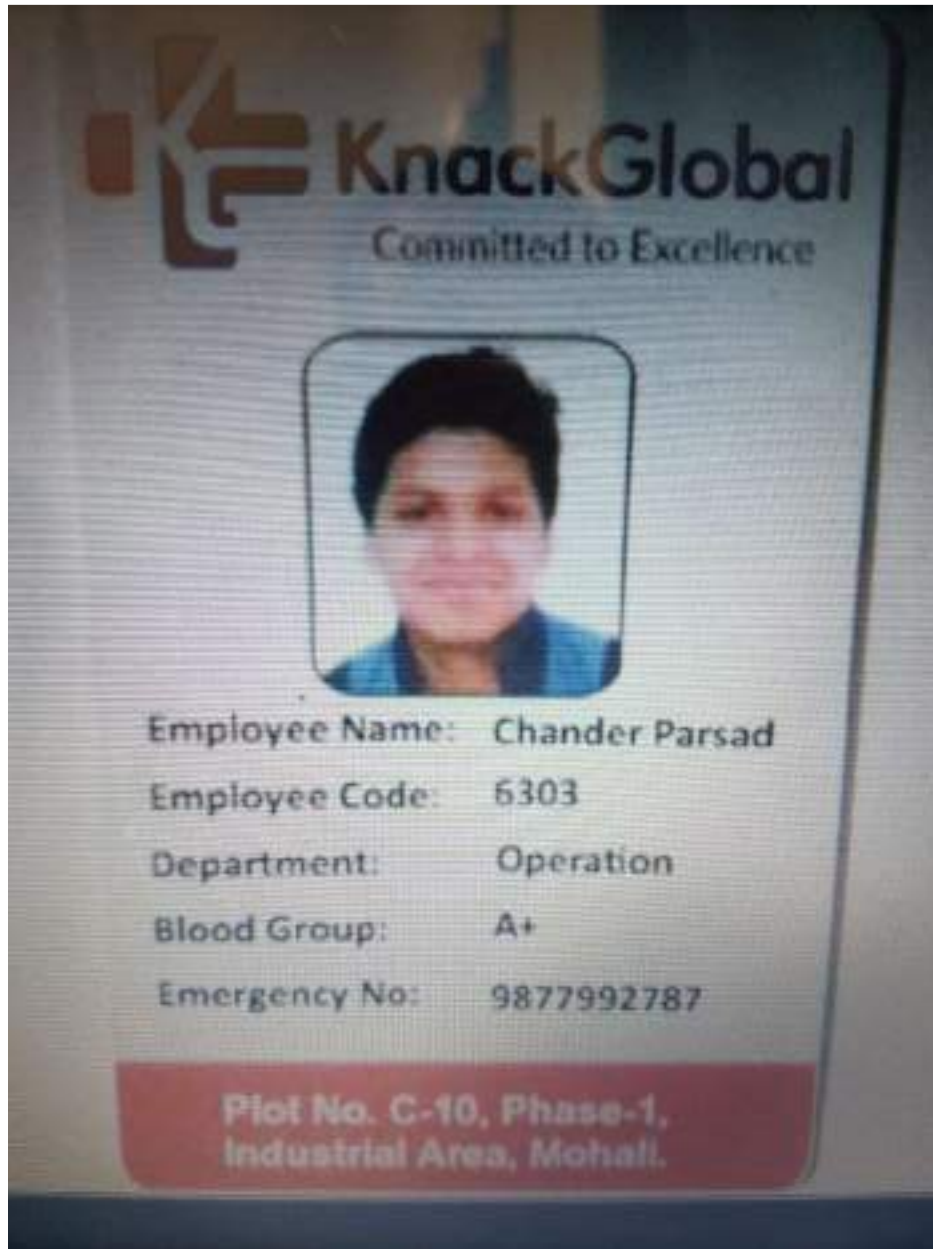 KnackGlobal
Committed to Excellence
Employee Name: Chander Parsad
Employee Code: 6303
Department: Operation
Blood Group: A+
Emergency No: 9877992787
Plot No. C-10, Phase-1,
Industrial Area, Mohali.